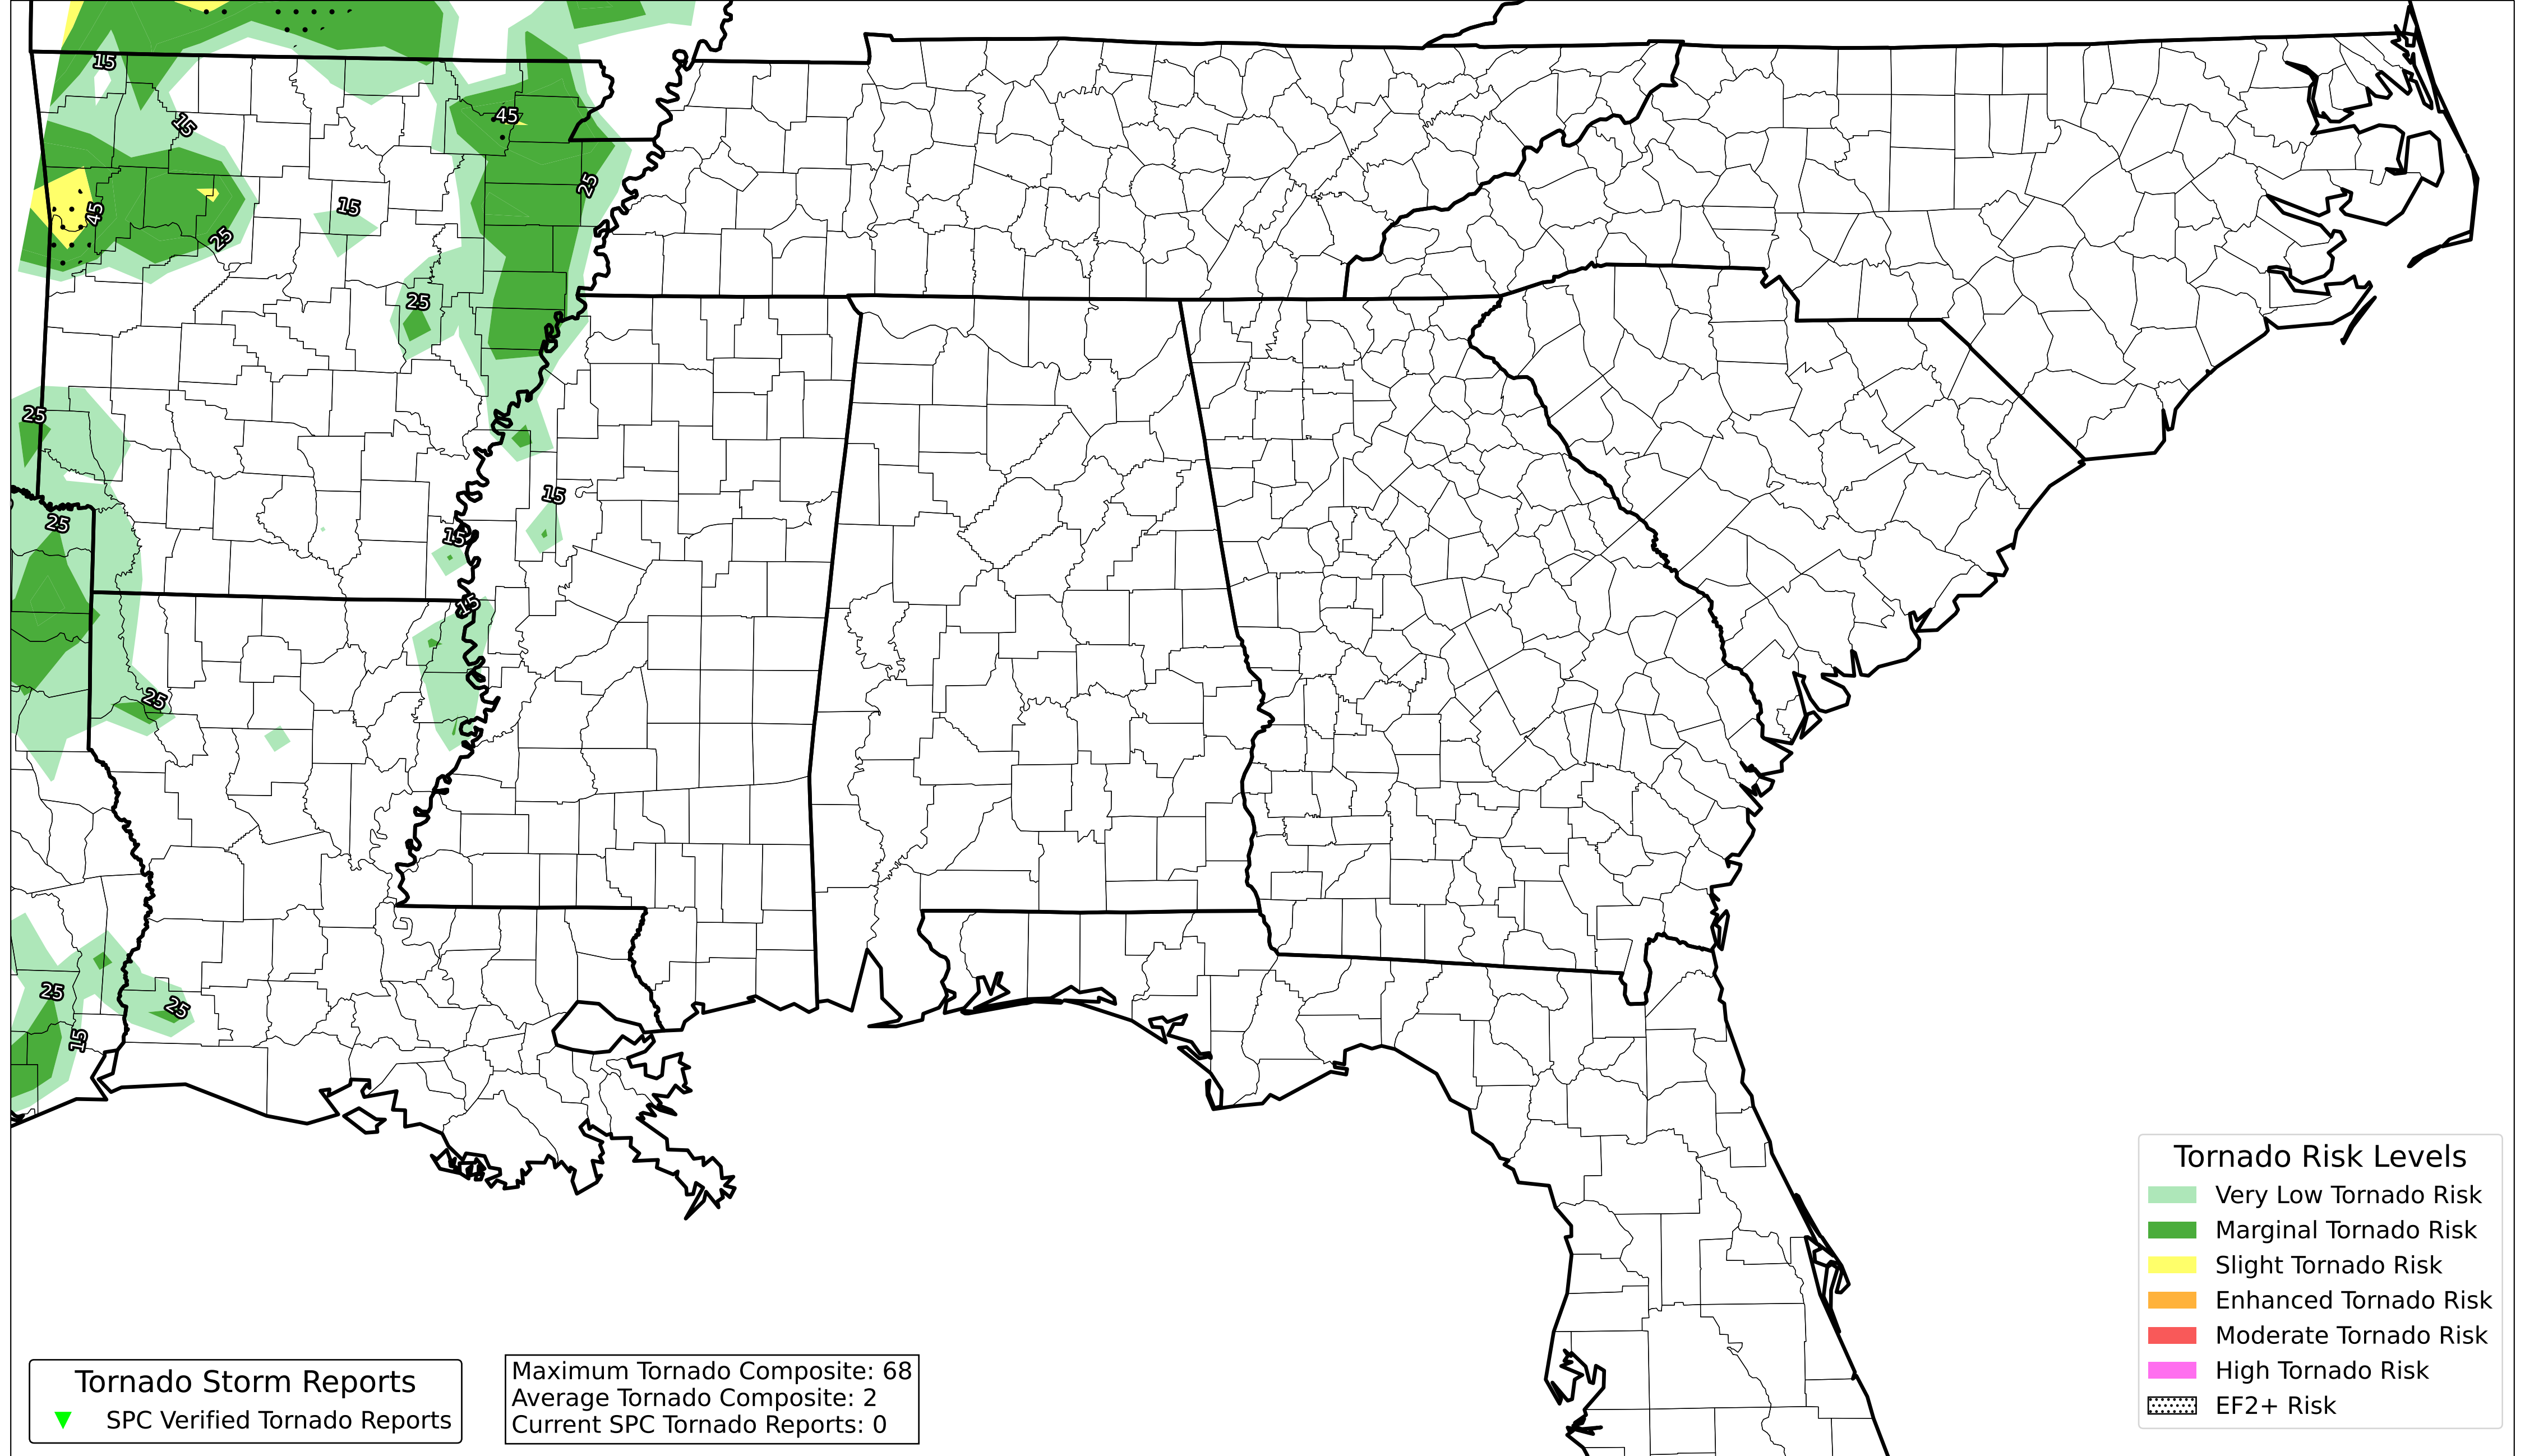 15
45
15
25
45
15
25
25
25
15
25
15
15
25
25
25
15
Tornado Risk Levels
Very Low Tornado Risk
Marginal Tornado Risk
Slight Tornado Risk
Enhanced Tornado Risk
Moderate Tornado Risk
High Tornado Risk
EF2+ Risk
Tornado Storm Reports
SPC Verified Tornado Reports
Maximum Tornado Composite: 68
Average Tornado Composite: 2
Current SPC Tornado Reports: 0